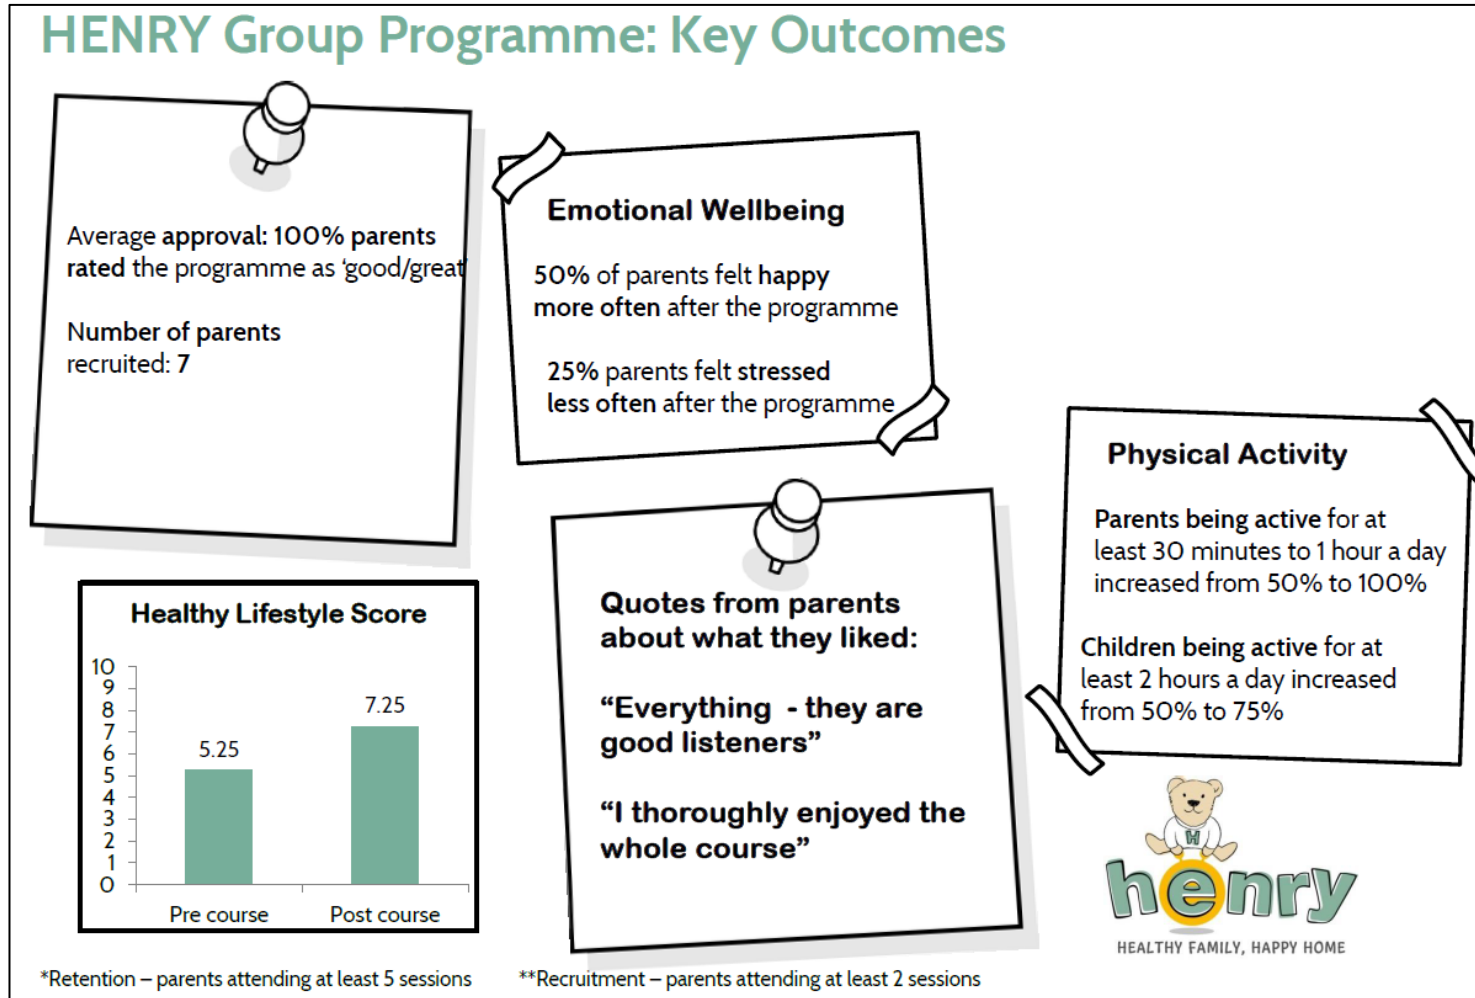 HENRY Group Programme: Key Outcomes
Average approval: 100% parents
rated the programme as ‘good/great’
Number of parents
recruited: 7
Emotional Wellbeing
50% of parents felt happy
more often after the programme
25% parents felt stressed
less often after the programme
Physical Activity
Parents being active for at
least 30 minutes to 1 hour a day
increased from 50% to 100%
Children being active for at
least 2 hours a day increased
from 50% to 75%
Healthy Lifestyle Score
10
9
8
7
6
5
4
3
2
1
0
5.25
7.25
Pre course
Post course
Quotes from parents
about what they liked:
“Everything  - they are
good listeners”
“I thoroughly enjoyed the
whole course”
H
henry
HEALTHY FAMILY, HAPPY HOME
*Retention – parents attending at least 5 sessions
**Recruitment – parents attending at least 2 sessions